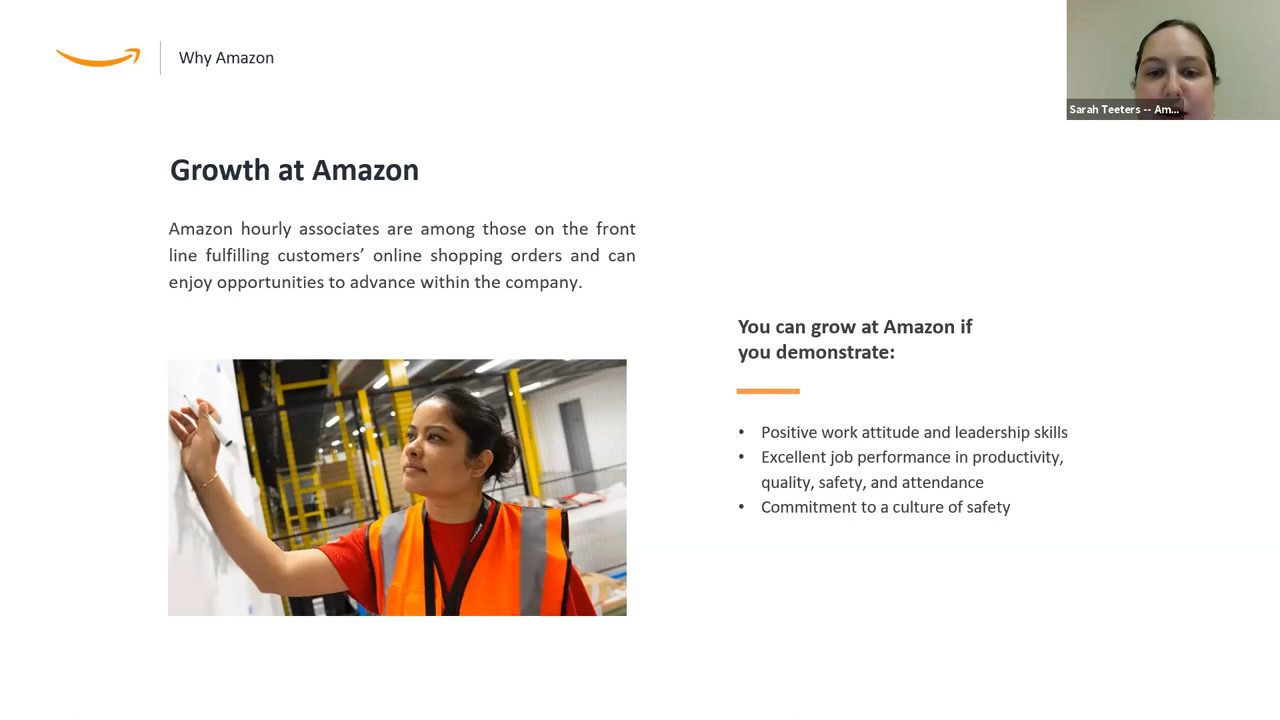 Why Amazon
Sarah Teeters -- Am...
Growth at Amazon
Amazon hourly associates are among those on the front
line fulfilling customers’ online shopping orders and can
enjoy opportunities to advance within the company.
You can grow at Amazon if
you demonstrate:
• Positive work attitude and leadership skills
• Excellent job performance in productivity,
quality, safety, and attendance
• Commitment to a culture of safety